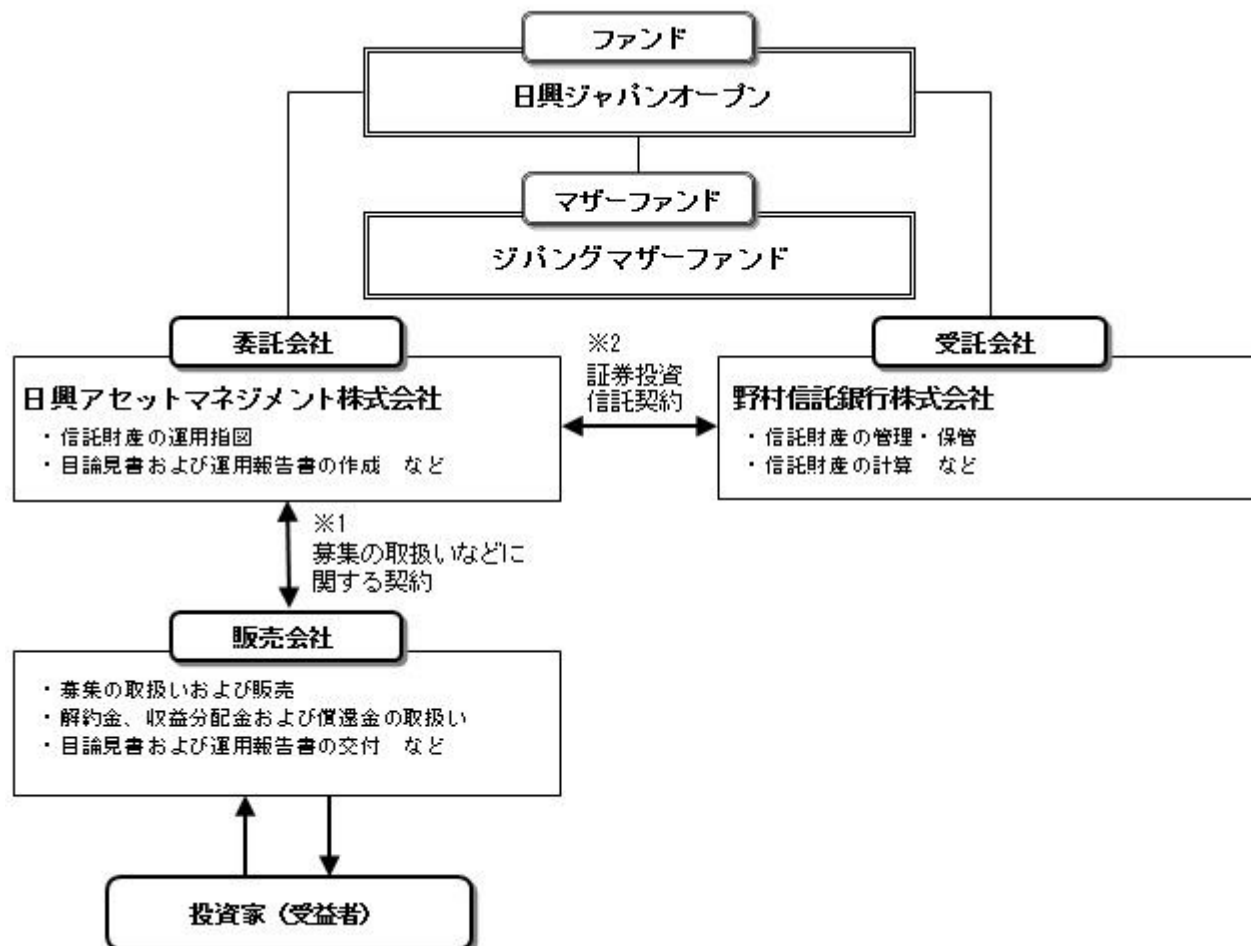 ファンド
日興ジャパンオープン
マザーファンド
ジパングマザーファンド
委託会社
日興アセットマネジメント株式会社
・信託財産の運用指図
・目論見書および運用報告書の作成　など
※2
証券投資
信託契約
受託会社
野村信託銀行株式会社
・信託財産の管理・保管
・信託財産の計算　など
※1
募集の取扱いなどに
関する契約
販売会社
・募集の取扱いおよび販売
・解約金、収益分配金および償還金の取扱い
・目論見書および運用報告書の交付　など
投資家（受益者）